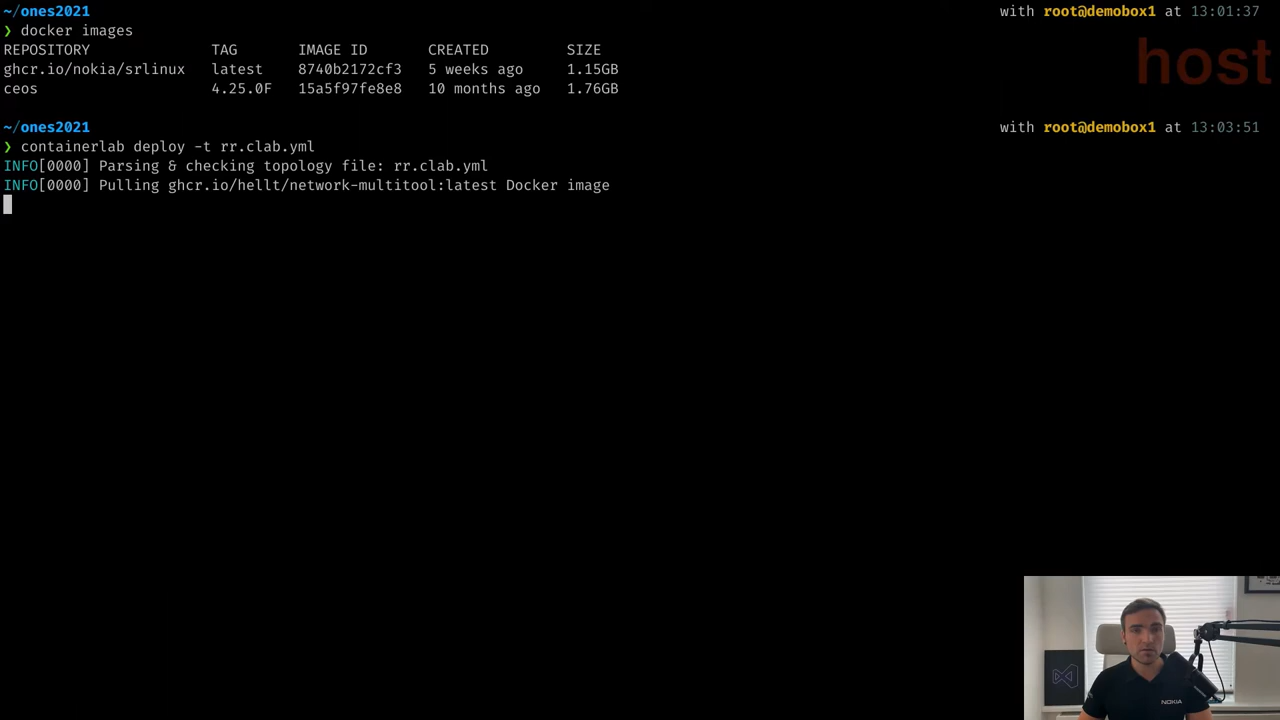 ~/ones2021 with root@demobox1 at 13:01:37
❯ docker images
host
REPOSITORY TAG IMAGE ID CREATED SIZE
ghcr.io/nokia/srlinux latest 8740b2172cf3 5 weeks ago 1.15GB
ceos 4.25.0F 15a5f97fe8e8 10 months ago 1.76GB
~/ones2021 with root@demobox1 at 13:03:51
❯ containerlab deploy -t rr.clab.yml
INFO[0000] Parsing & checking topology file: rr.clab.yml
INFO[0000] Pulling ghcr.io/hellt/network-multitool:latest Docker image
NOKIA